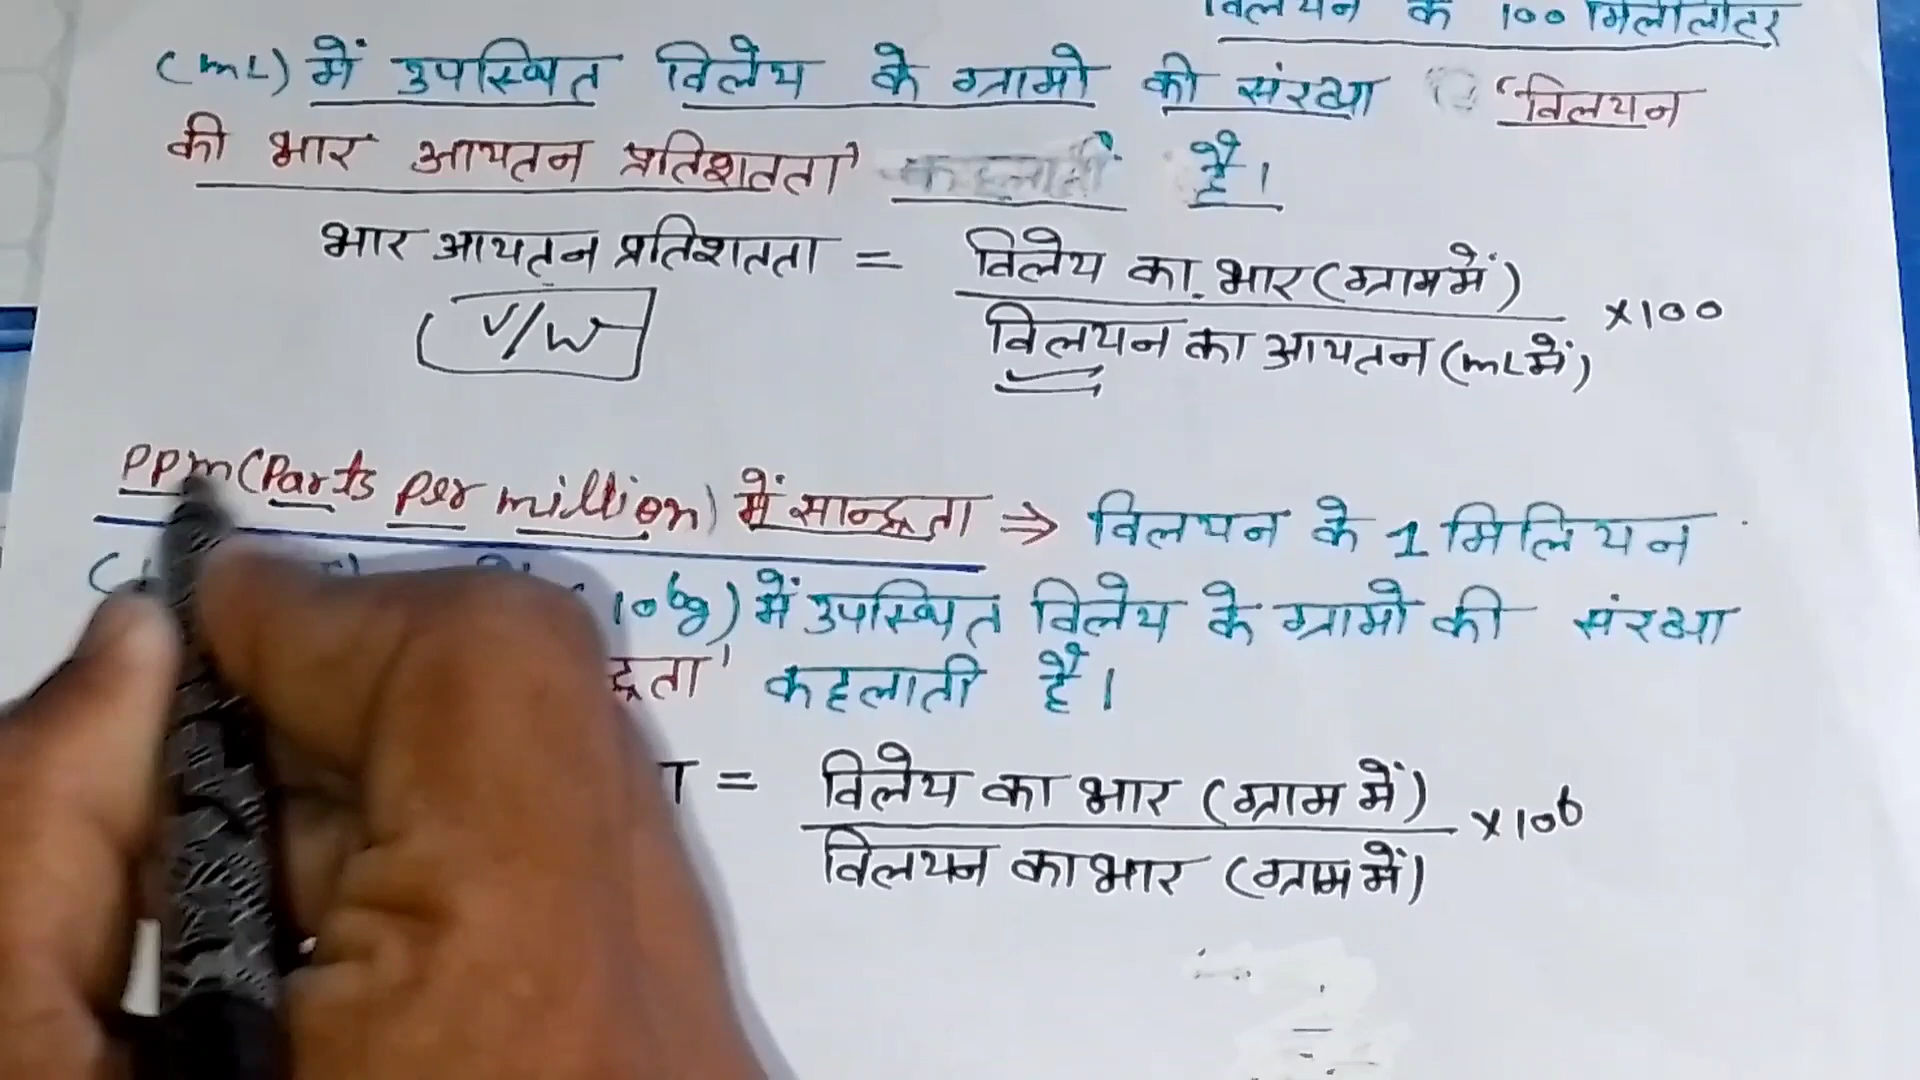 विलयन के 100 मिलीलीटर
(mL) में उपस्थित विलेय के ग्रामो की संख्या 'विलयन
की भार आयतन प्रतिशतता' कहलाती है।
भार आयतन प्रतिशतता = विलेय का भार (ग्राम में)
विलयन का आयतन (mL में)
×100
V/W
PPm (Parts per million) में सान्द्रता ⇒ विलयन के 1 मिलियन
10⁶g) में उपस्थित विलेय के ग्रामो की संख्या
कहलाती है।
= विलेय का भार (ग्राम में)
विलयन का भार (ग्राम में)
×10⁶